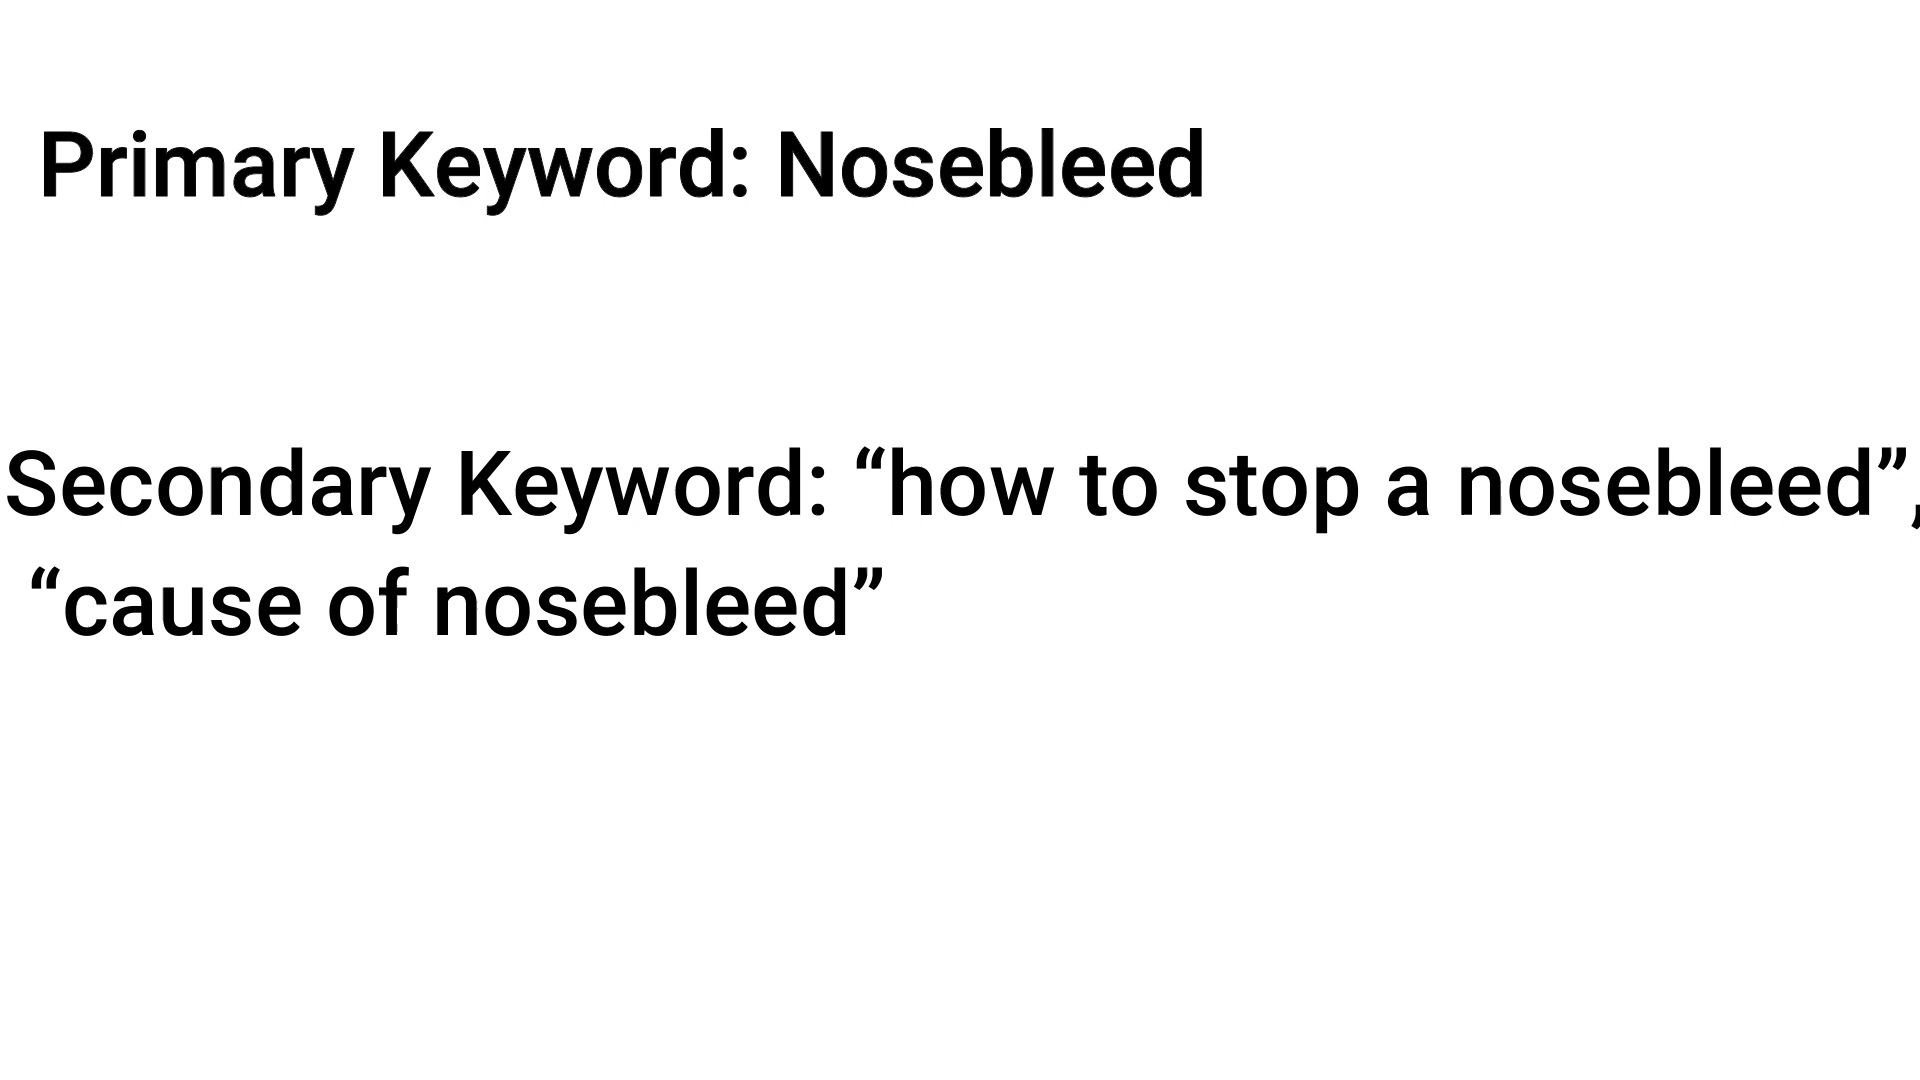 Primary Keyword: Nosebleed
Secondary Keyword: “how to stop a nosebleed”,
“cause of nosebleed”